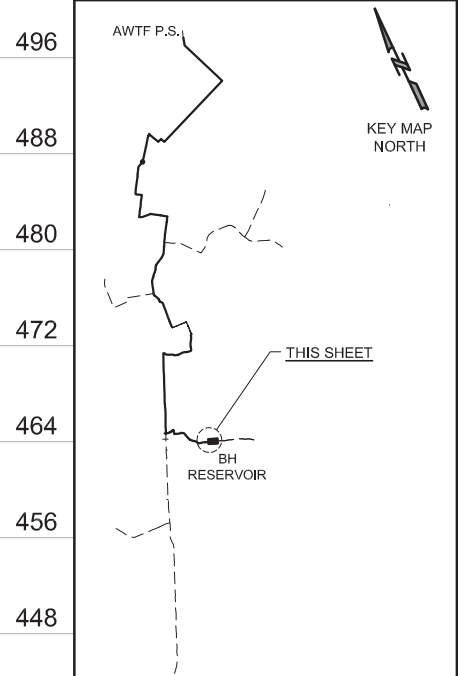 496
488
480
472
464
456
448
AWTF P.S.
N
KEY MAP
NORTH
THIS SHEET
BH
RESERVOIR